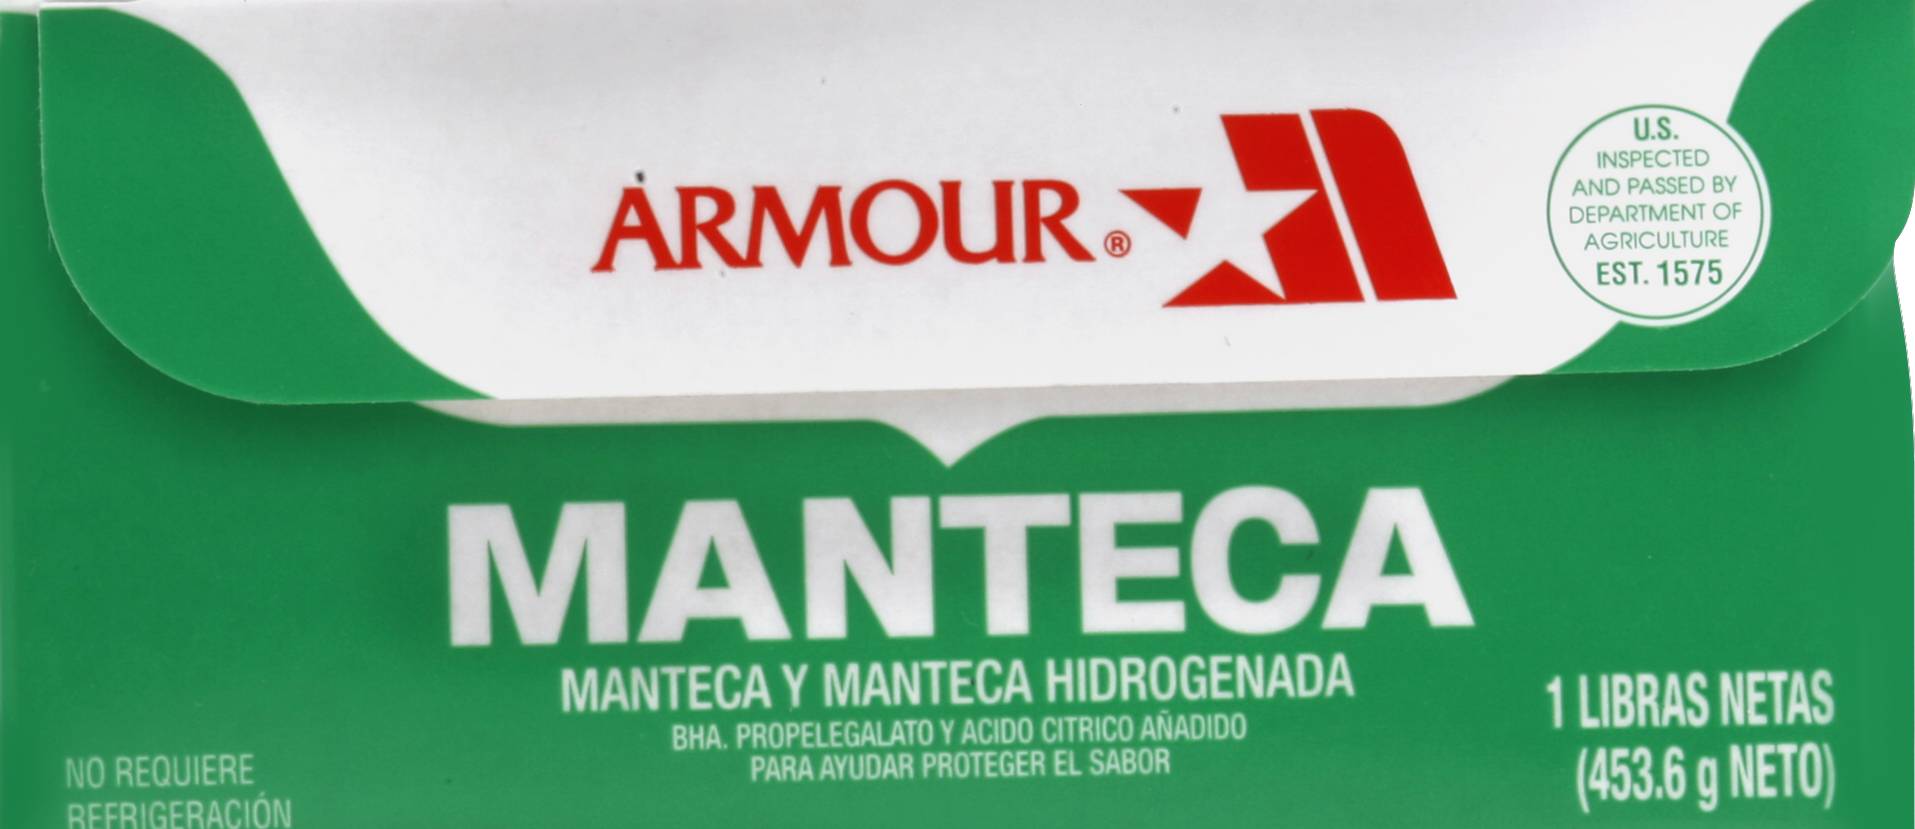 ARMOUR®
U.S.
INSPECTED
AND PASSED BY
DEPARTMENT OF
AGRICULTURE
EST. 1575
MANTECA
MANTECA Y MANTECA HIDROGENADA
BHA. PROPELEGALATO Y ACIDO CITRICO AÑADIDO
PARA AYUDAR PROTEGER EL SABOR
1 LIBRAS NETAS
(453.6 g NETO)
NO REQUIERE
REFRIGERACIÓN